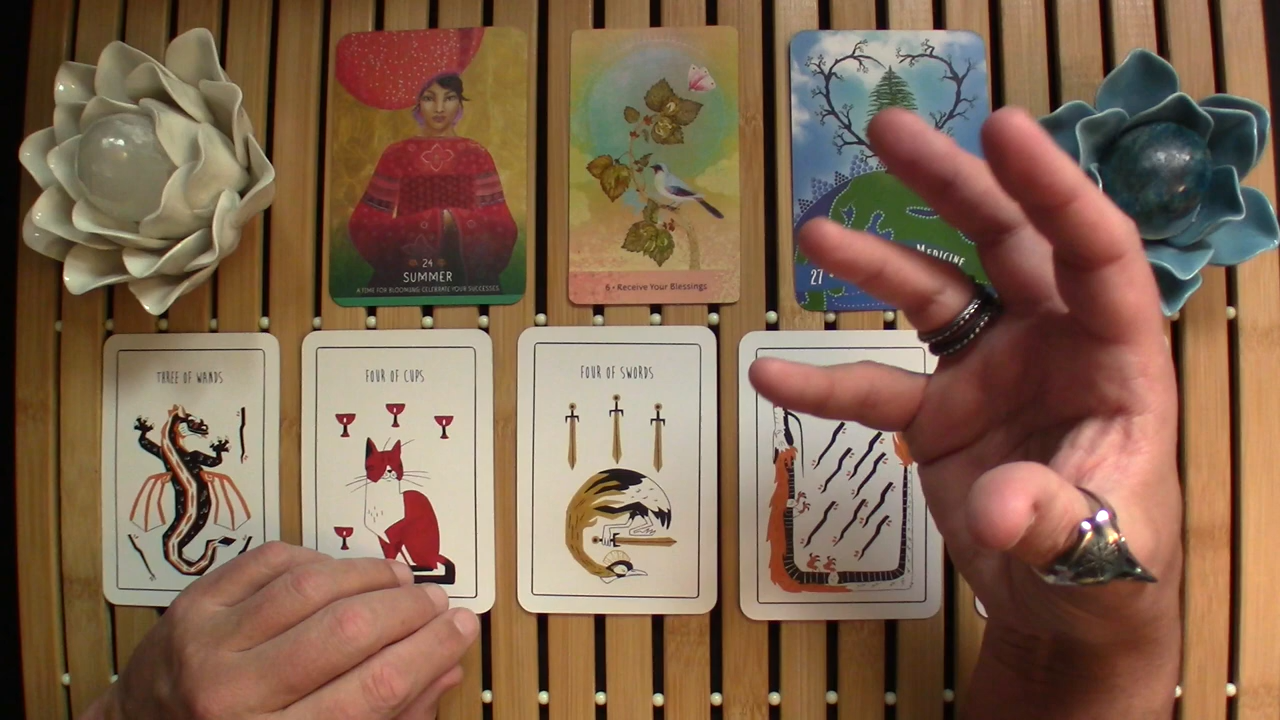 24
SUMMER
A TIME FOR BLOOMING. CELEBRATE YOUR SUCCESSES
6 • Receive Your Blessings
MEDICINE
27
THREE OF WANDS
FOUR OF CUPS
FOUR OF SWORDS